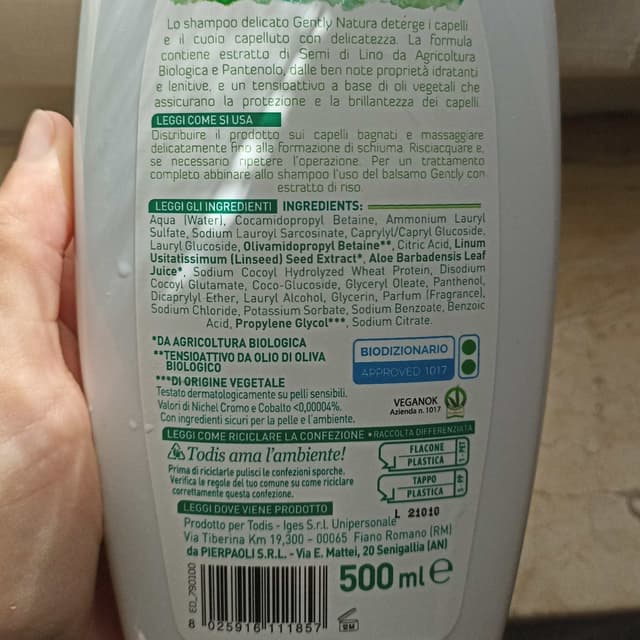 Lo shampoo delicato Gently Natura deterge i capelli
e il cuoio capelluto con delicatezza. La formula
contiene estratto di Semi di Lino da Agricoltura
Biologica e Pantenolo, dalle ben note proprietà idratanti
e lenitive, e un tensioattivo a base di oli vegetali che
assicurano la protezione e la brillantezza dei capelli.
LEGGI COME SI USA
Distribuire il prodotto sui capelli bagnati e massaggiare
delicatamente fino alla formazione di schiuma. Risciacquare e,
se necessario ripetere l'operazione. Per un trattamento
completo abbinare allo shampoo l'uso del balsamo Gently con
estratto di riso.
LEGGI GLI INGREDIENTI INGREDIENTS:
Aqua (Water), Cocamidopropyl Betaine, Ammonium Lauryl
Sulfate, Sodium Lauroyl Sarcosinate, Caprylyl/Capryl Glucoside,
Lauryl Glucoside, Olivamidopropyl Betaine**, Citric Acid, Linum
Usitatissimum (Linseed) Seed Extract*, Aloe Barbadensis Leaf
Juice*, Sodium Cocoyl Hydrolyzed Wheat Protein, Disodium
Cocoyl Glutamate, Coco-Glucoside, Glyceryl Oleate, Panthenol,
Dicaprylyl Ether, Lauryl Alcohol, Glycerin, Parfum (Fragrance),
Sodium Chloride, Potassium Sorbate, Sodium Benzoate, Benzoic
Acid, Propylene Glycol***, Sodium Citrate.
*DA AGRICOLTURA BIOLOGICA
**TENSIOATTIVO DA OLIO DI OLIVA
BIOLOGICO
***DI ORIGINE VEGETALE
Testato dermatologicamente su pelli sensibili.
Valori di Nichel Cromo e Cobalto <0,00004%.
Con ingredienti sicuri per la pelle e l'ambiente.
BIODIZIONARIO
APPROVED 1017
VEGANOK
Azienda n. 1017
LEGGI COME RICICLARE LA CONFEZIONE • RACCOLTA DIFFERENZIATA
Todis ama l'ambiente!
Prima di riciclarle pulisci le confezioni sporche.
Verifica le regole del tuo comune su come riciclare
correttamente questa confezione.
FLACONE
PLASTICA
TAPPO
PLASTICA
L 21010
LEGGI DOVE VIENE PRODOTTO
Prodotto per Todis - Iges S.r.l. Unipersonale
Via Tiberina Km 19,300 – 00065 Fiano Romano (RM)
da PIERPAOLI S.R.L. - Via E. Mattei, 20 Senigallia (AN)
EO_790100
500 ml e
8 025916 111857
12M